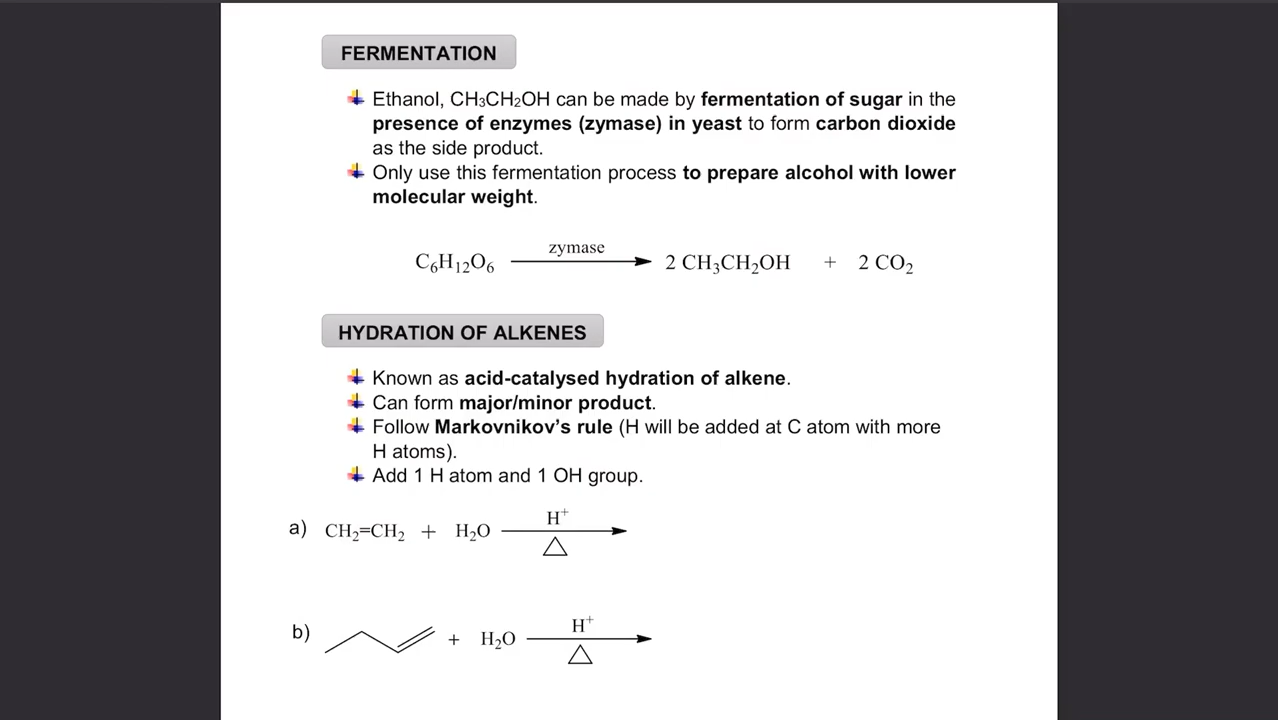 FERMENTATION
Ethanol, CH₃CH₂OH can be made by fermentation of sugar in the
presence of enzymes (zymase) in yeast to form carbon dioxide
as the side product.
Only use this fermentation process to prepare alcohol with lower
molecular weight.
zymase
C₆H₁₂O₆ 2 CH₃CH₂OH + 2 CO₂
HYDRATION OF ALKENES
Known as acid-catalysed hydration of alkene.
Can form major/minor product.
Follow Markovnikov’s rule (H will be added at C atom with more
H atoms).
Add 1 H atom and 1 OH group.
H⁺
a) CH₂=CH₂ + H₂O
△
H⁺
b) + H₂O
△